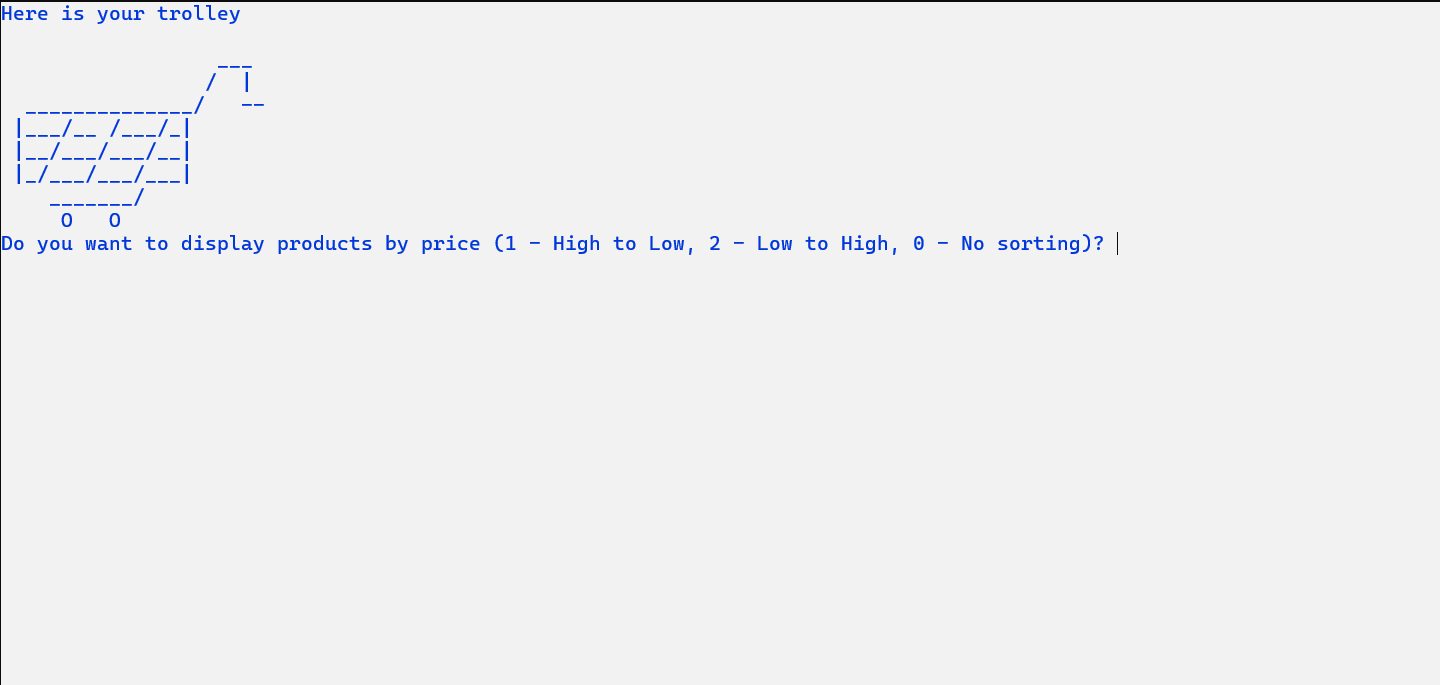 Here is your trolley
                  ___
                 /  |
  ______________/   --
 |___/__ /___/_|
 |__/___/___/__|
 |_/___/___/___|
    _______/
     O   O
Do you want to display products by price (1 - High to Low, 2 - Low to High, 0 - No sorting)?